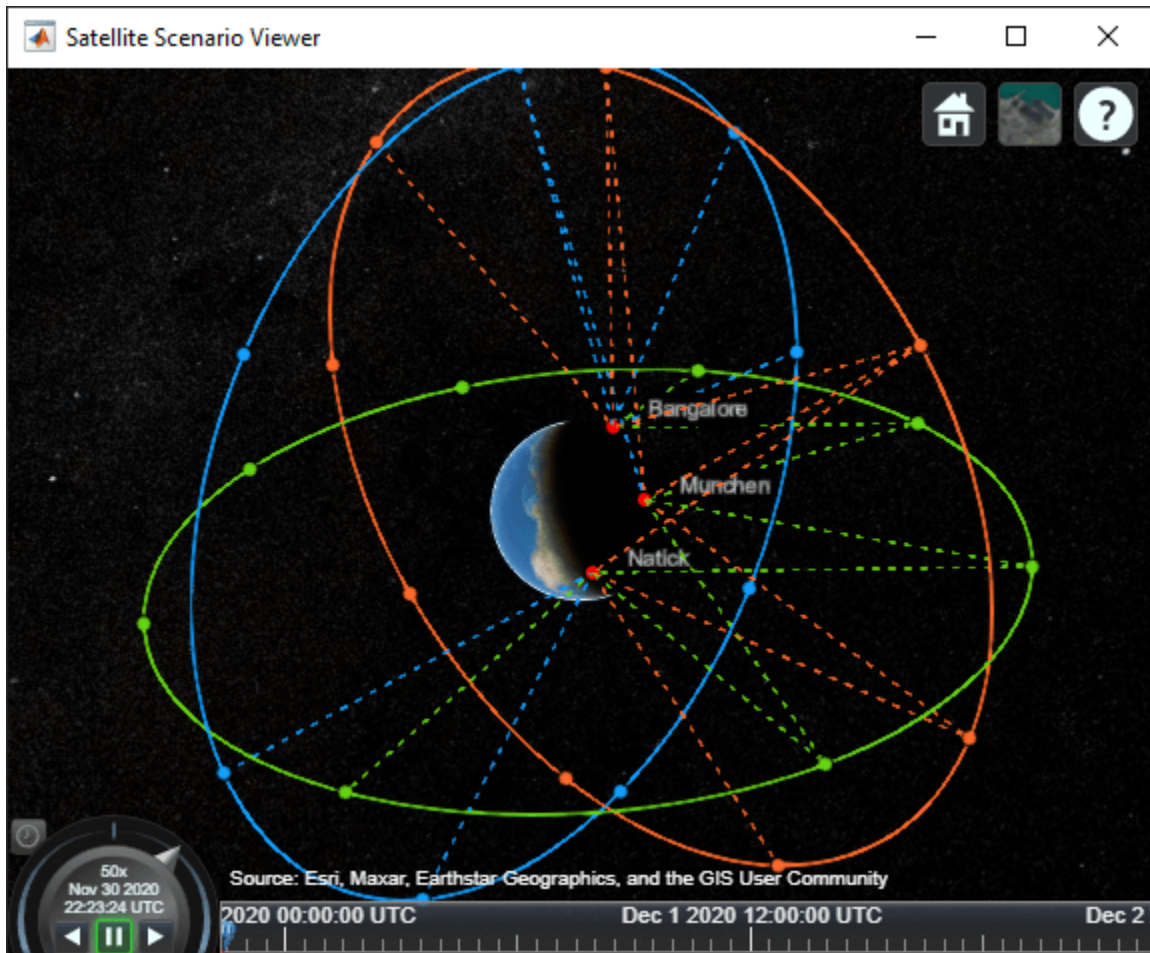 Satellite Scenario Viewer
?
Bangalore
Munchen
Natick
50x
Nov 30 2020
22:23:24 UTC
Source: Esri, Maxar, Earthstar Geographics, and the GIS User Community
2020 00:00:00 UTC Dec 1 2020 12:00:00 UTC Dec 2